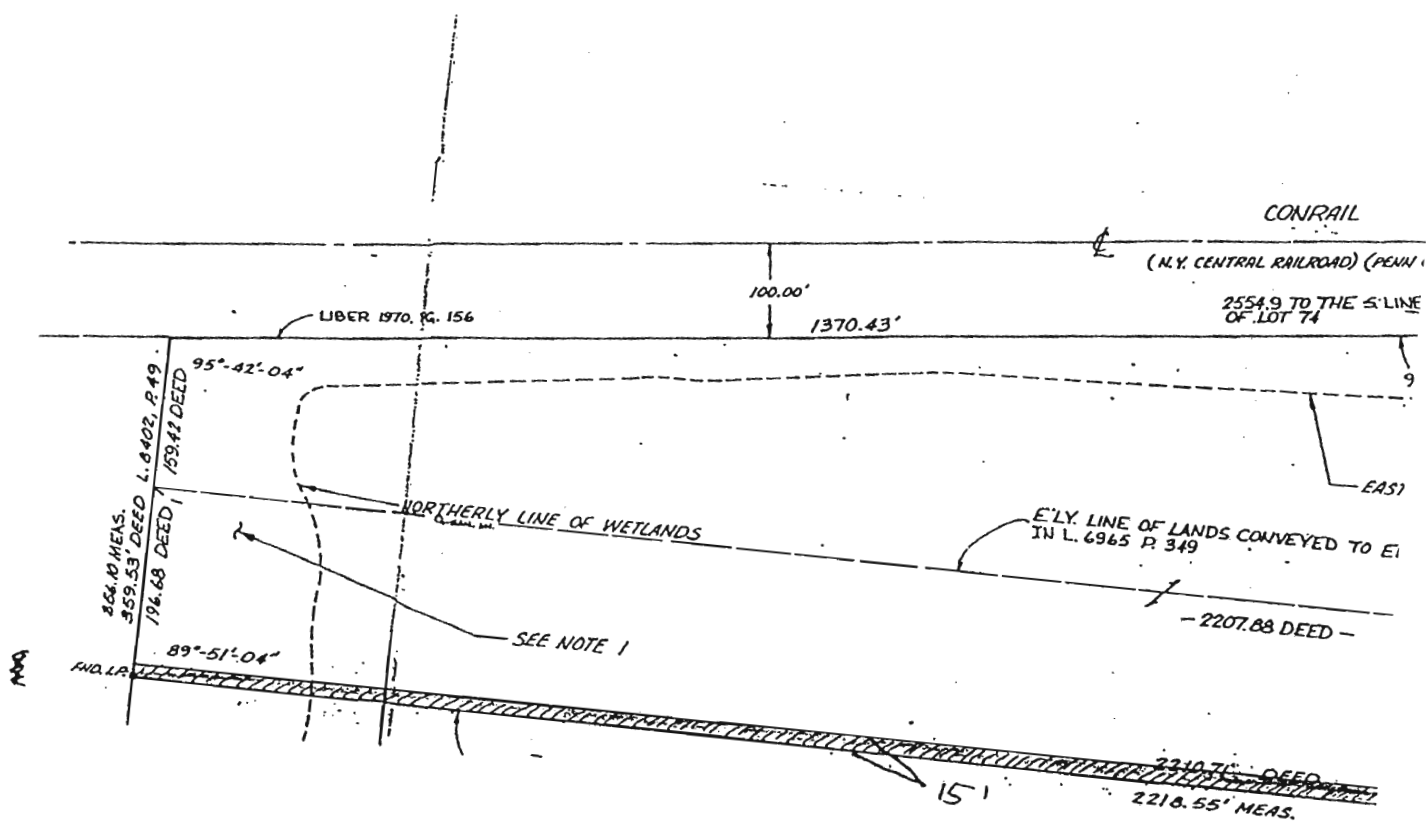 CONRAIL
(N.Y. CENTRAL RAILROAD) (PENN
100.00'
2554.9 TO THE S'LINE
OF LOT 74
LIBER 1970, PG. 156
1370.43'
95°-42'-04"
9
L. 8402, P. 49
159.42 DEED
359.53' DEED
MEAS.
196.68 DEED
EAST
NORTHERLY LINE OF WETLANDS
E'LY. LINE OF LANDS CONVEYED TO
IN L. 6965 P. 349
- 2207.88 DEED -
SEE NOTE 1
89°-51'-04"
FND. I.P.
DEED
15'
2218.55' MEAS.